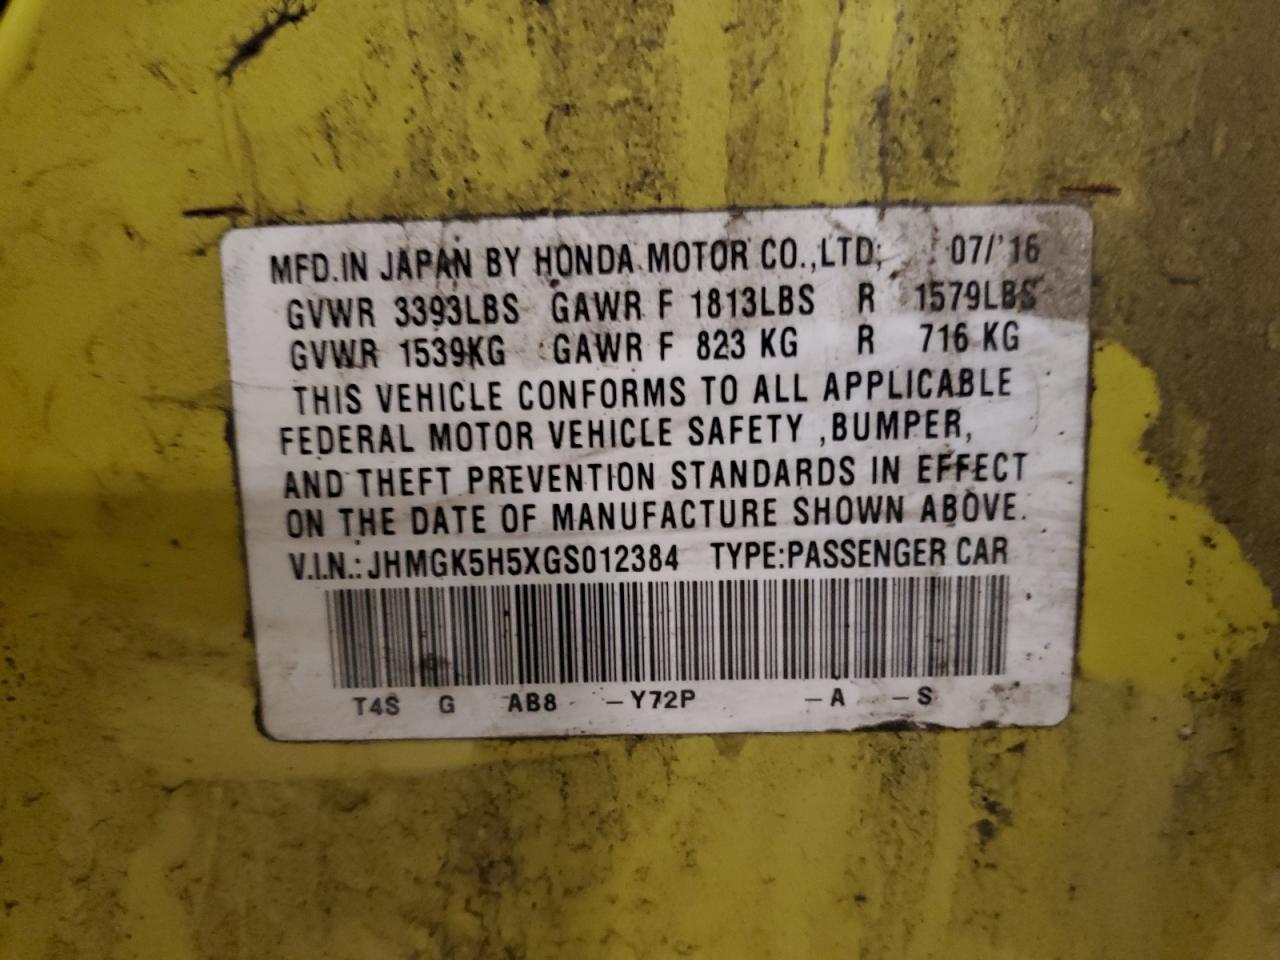 MFD.IN JAPAN BY HONDA MOTOR CO.,LTD; 07/'16
GVWR 3393LBS GAWR F 1813LBS R 1579LBS
GVWR 1539KG GAWR F 823 KG R 716 KG
THIS VEHICLE CONFORMS TO ALL APPLICABLE
FEDERAL MOTOR VEHICLE SAFETY ,BUMPER,
AND THEFT PREVENTION STANDARDS IN EFFECT
ON THE DATE OF MANUFACTURE SHOWN ABOVE.
V.I.N.: JHMGK5H5XGS012384 TYPE:PASSENGER CAR
T4S G AB8 -Y72P -A -S